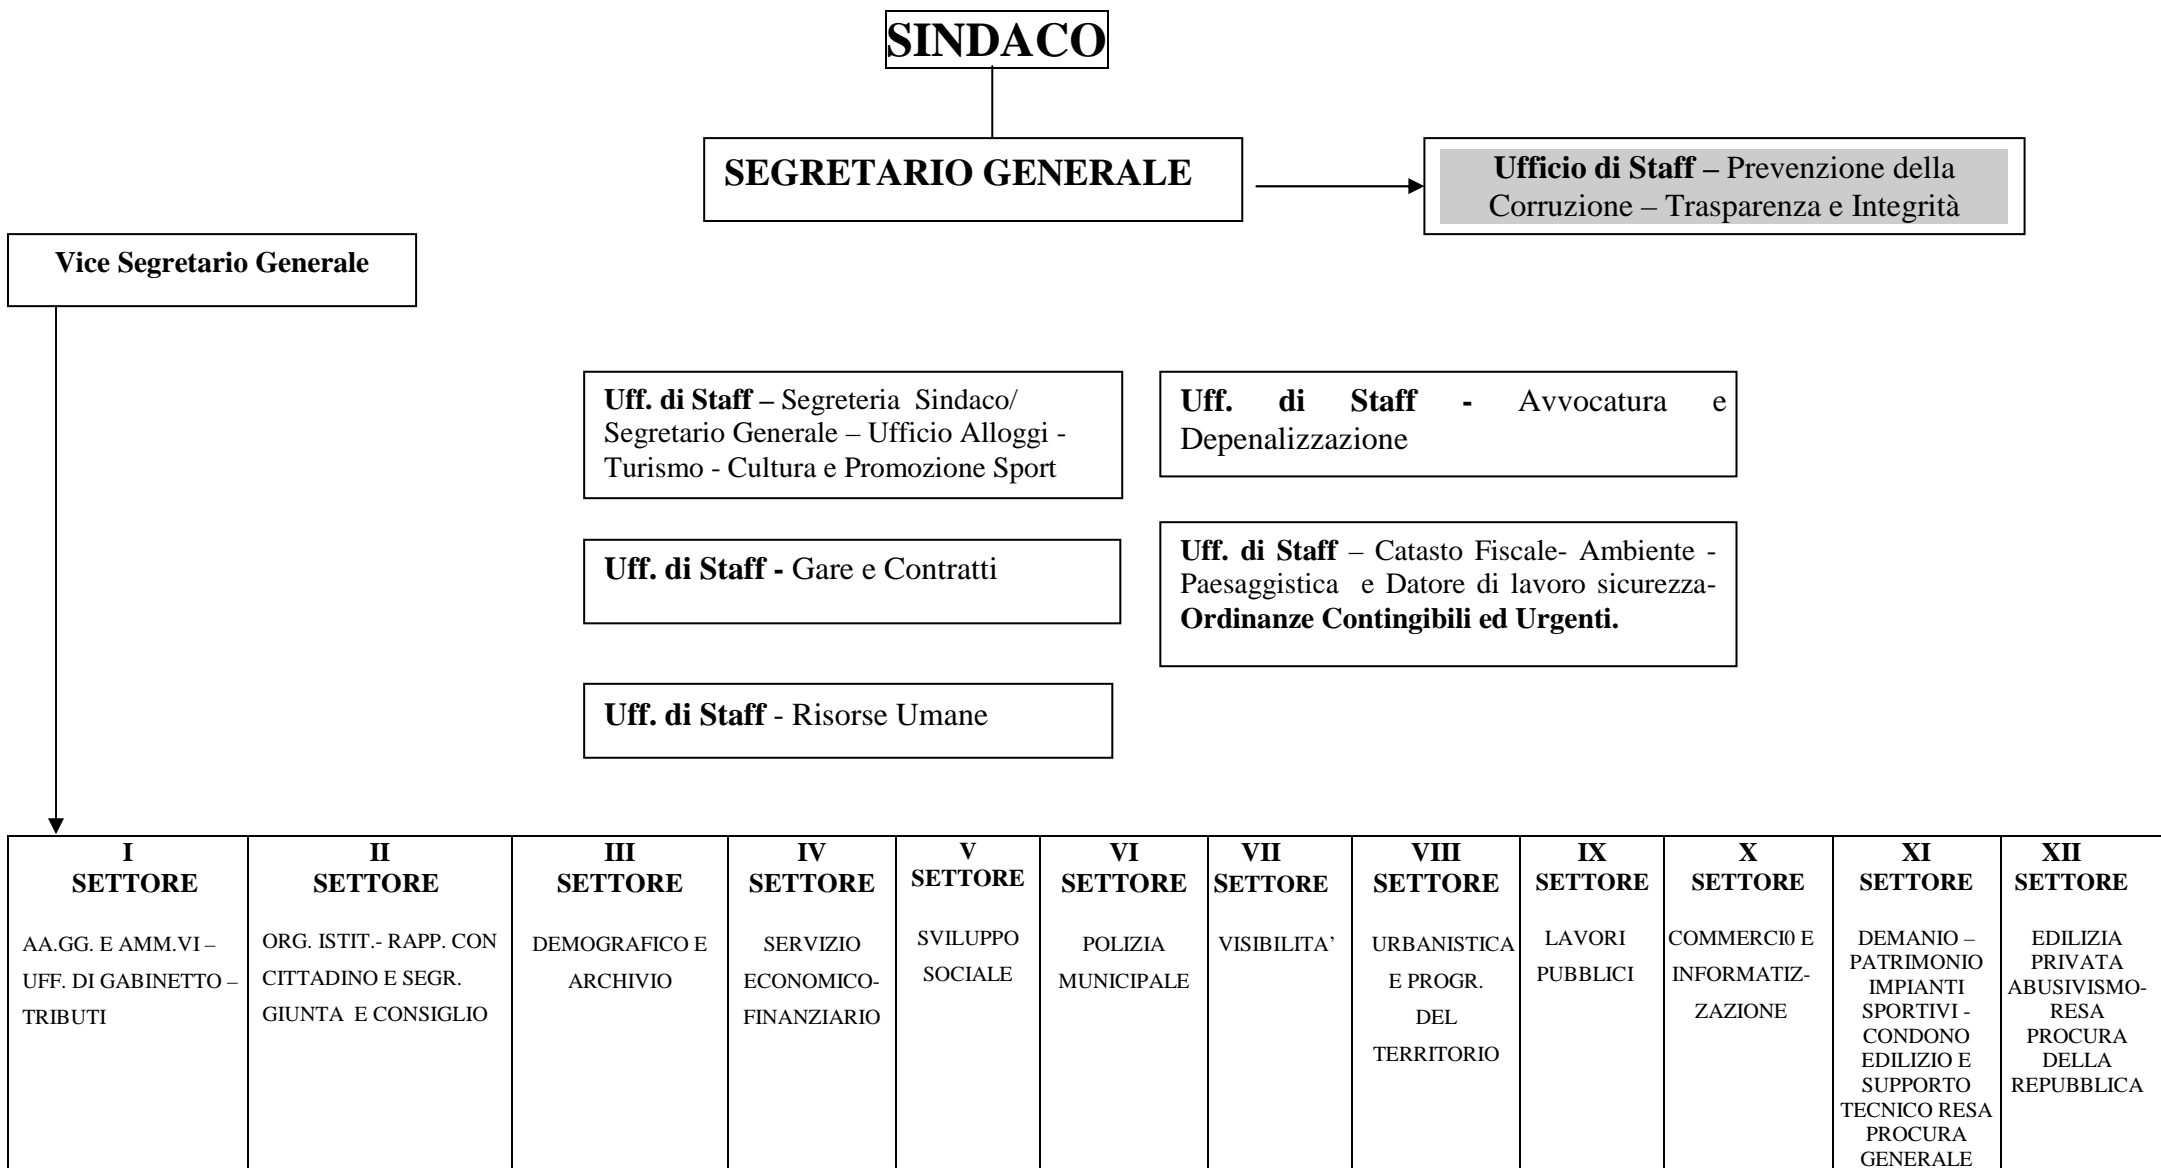 SINDACO
SEGRETARIO GENERALE
Ufficio di Staff – Prevenzione della
Corruzione – Trasparenza e Integrità
Vice Segretario Generale
Uff. di Staff – Segreteria Sindaco/
Segretario Generale – Ufficio Alloggi -
Turismo - Cultura e Promozione Sport
Uff. di Staff - Avvocatura e
Depenalizzazione
Uff. di Staff - Gare e Contratti
Uff. di Staff – Catasto Fiscale- Ambiente -
Paesaggistica e Datore di lavoro sicurezza-
Ordinanze Contingibili ed Urgenti.
Uff. di Staff - Risorse Umane
I
SETTORE
AA.GG. E AMM.VI –
UFF. DI GABINETTO –
TRIBUTI
II
SETTORE
ORG. ISTIT.- RAPP. CON
CITTADINO E SEGR.
GIUNTA E CONSIGLIO
III
SETTORE
DEMOGRAFICO E
ARCHIVIO
IV
SETTORE
SERVIZIO
ECONOMICO-
FINANZIARIO
V
SETTORE
SVILUPPO
SOCIALE
VI
SETTORE
POLIZIA
MUNICIPALE
VII
SETTORE
VISIBILITA’
VIII
SETTORE
URBANISTICA
E PROGR.
DEL
TERRITORIO
IX
SETTORE
LAVORI
PUBBLICI
X
SETTORE
COMMERCI0 E
INFORMATIZ-
ZAZIONE
XI
SETTORE
DEMANIO –
PATRIMONIO
IMPIANTI
SPORTIVI -
CONDONO
EDILIZIO E
SUPPORTO
TECNICO RESA
PROCURA
GENERALE
XII
SETTORE
EDILIZIA
PRIVATA
ABUSIVISMO-
RESA
PROCURA
DELLA
REPUBBLICA